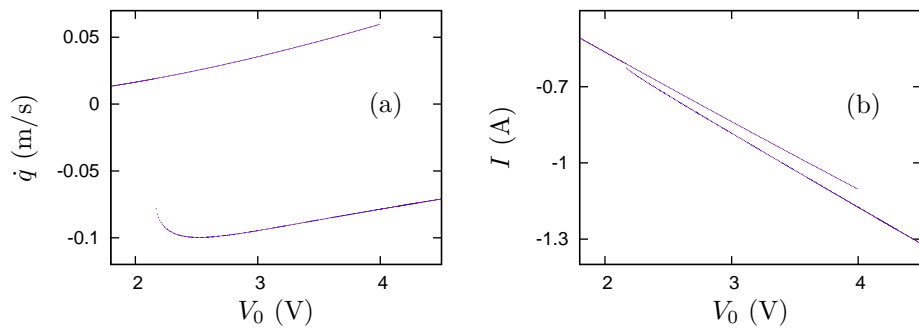 0.05
0
-0.05
-0.1
q̇ (m/s)
(a)
2
3
4
V₀ (V)
-0.7
-1
-1.3
I (A)
(b)
2
3
4
V₀ (V)